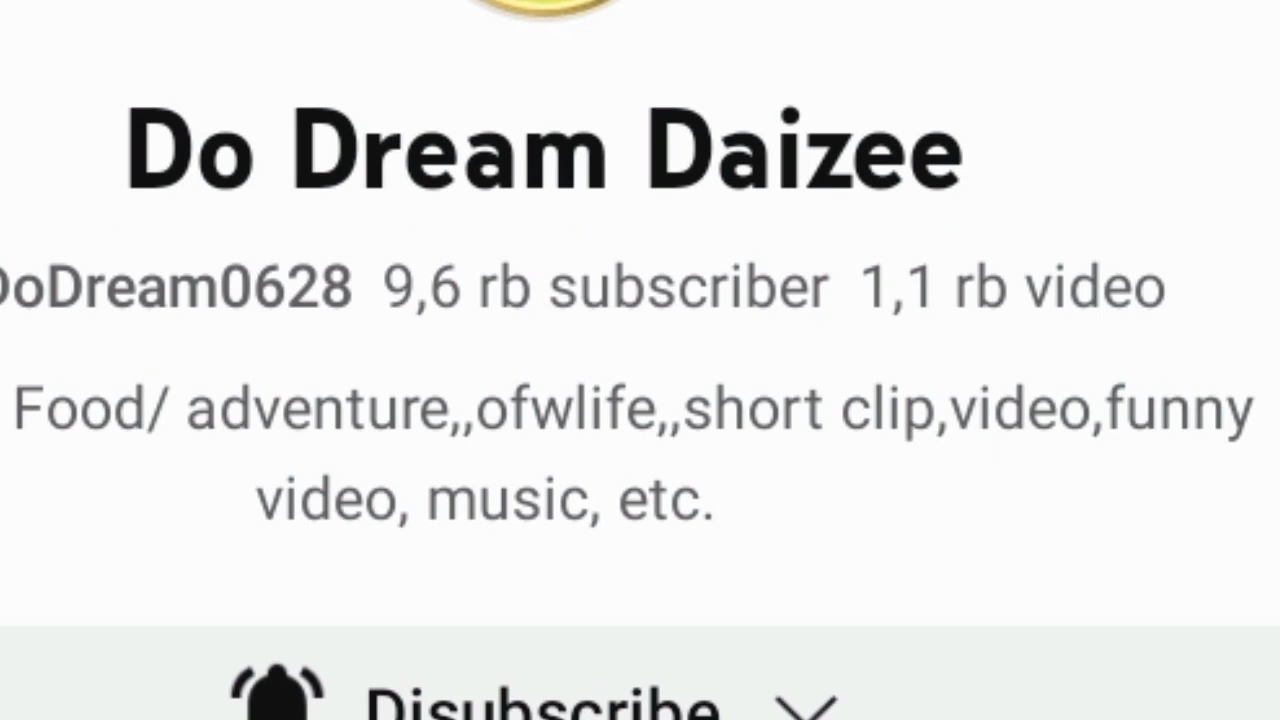 Do Dream Daizee
DoDream0628 9,6 rb subscriber 1,1 rb video
Food/ adventure,,ofwlife,,short clip,video,funny
video, music, etc.
Disubscribe